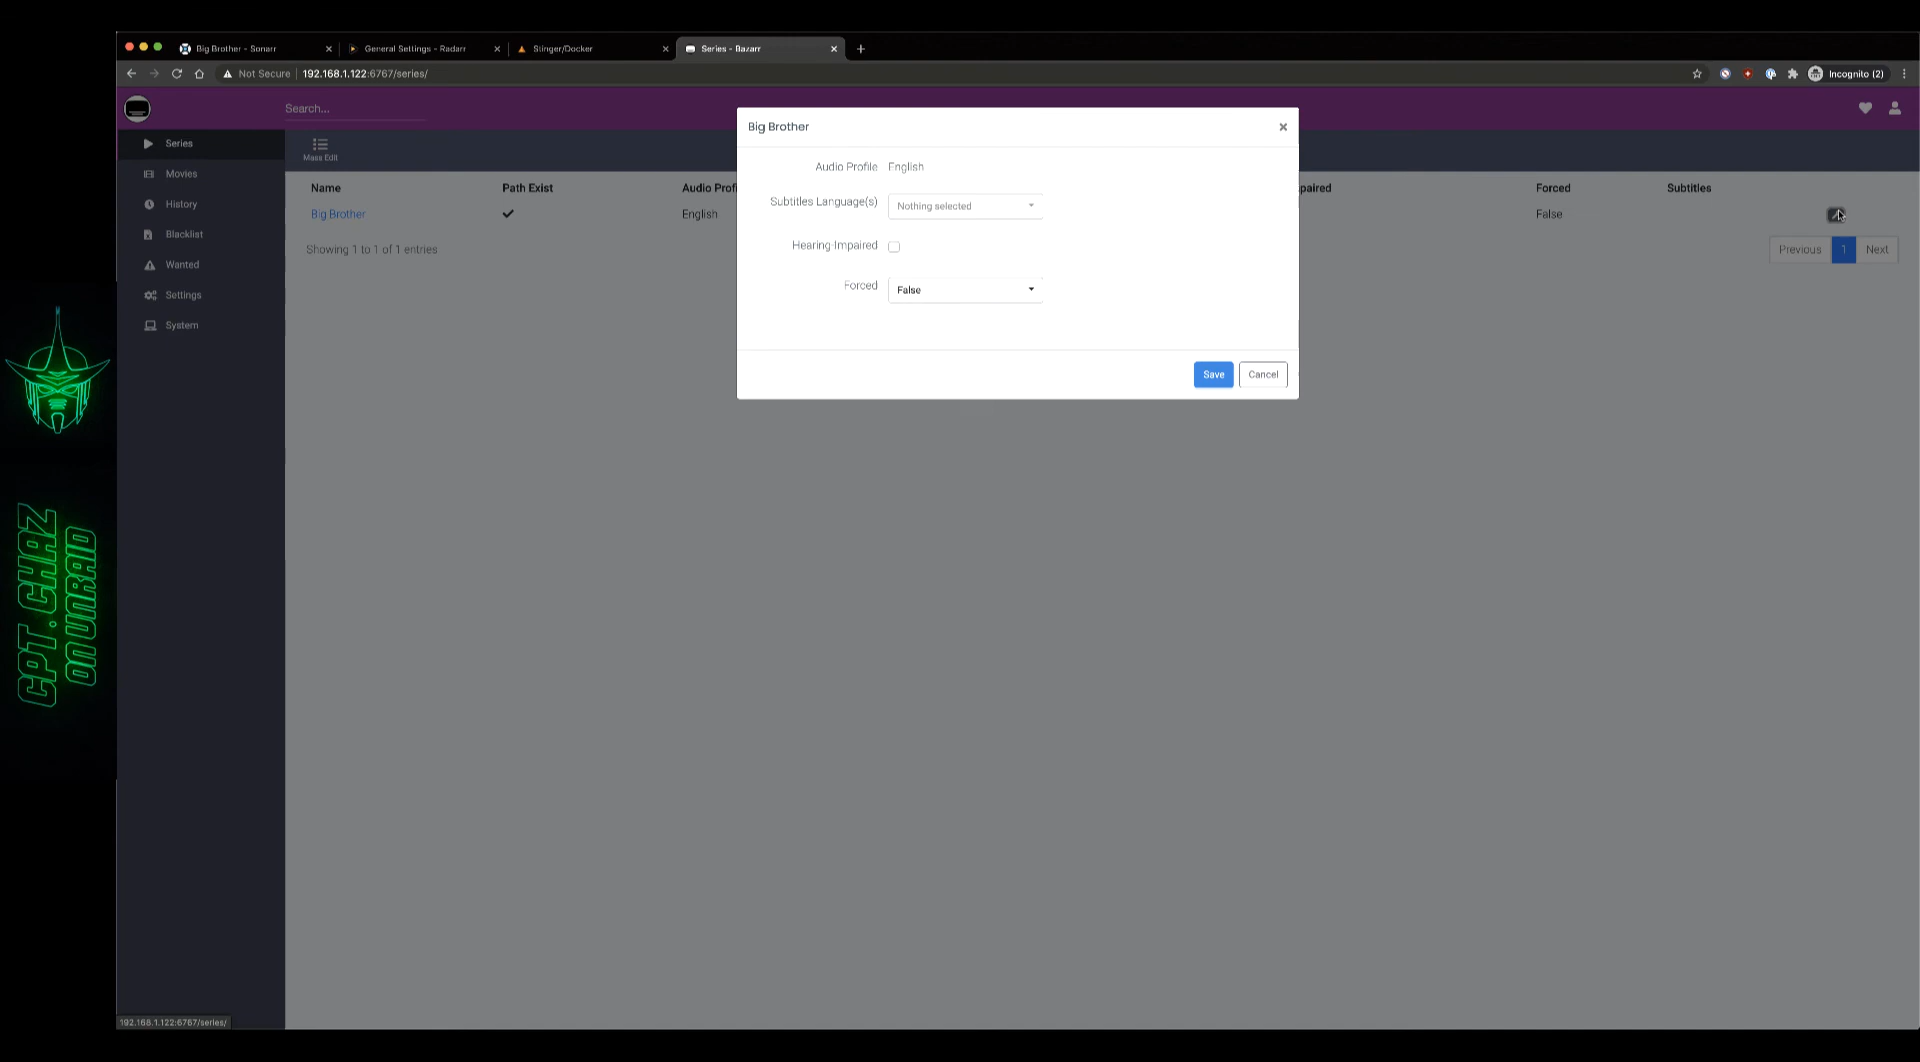 Big Brother - Sonarr
General Settings - Radarr
Stinger/Docker
Series - Bazarr
Not Secure
192.168.1.122:6767/series/
Incognito (2)
Search...
Series
Movies
History
Blacklist
Wanted
Settings
System
Mass Edit
Name
Path Exist
Audio Profi
paired
Forced
Subtitles
Big Brother
English
False
Showing 1 to 1 of 1 entries
Previous
1
Next
Big Brother
Audio Profile
English
Subtitles Language(s)
Nothing selected
Hearing-Impaired
Forced
False
Save
Cancel
CPT. CHAZ
ON UNRAID
192.168.1.122:6767/series/